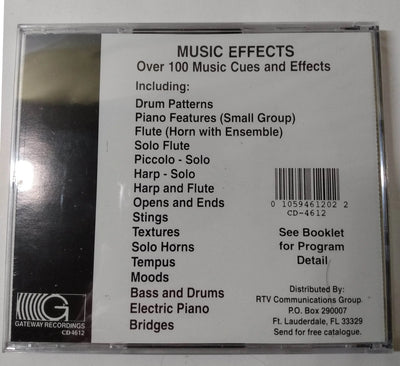 MUSIC EFFECTS
Over 100 Music Cues and Effects
Including:
Drum Patterns
Piano Features (Small Group)
Flute (Horn with Ensemble)
Solo Flute
Piccolo - Solo
Harp - Solo
Harp and Flute
Opens and Ends
Stings
Textures
Solo Horns
Tempus
Moods
Bass and Drums
Electric Piano
Bridges
0 10594 61202 2
CD-4612
See Booklet
for Program
Detail
Distributed By:
RTV Communications Group
P.O. Box 290007
Ft. Lauderdale, FL 33329
Send for free catalogue.
G
GATEWAY RECORDINGS
CD 4612